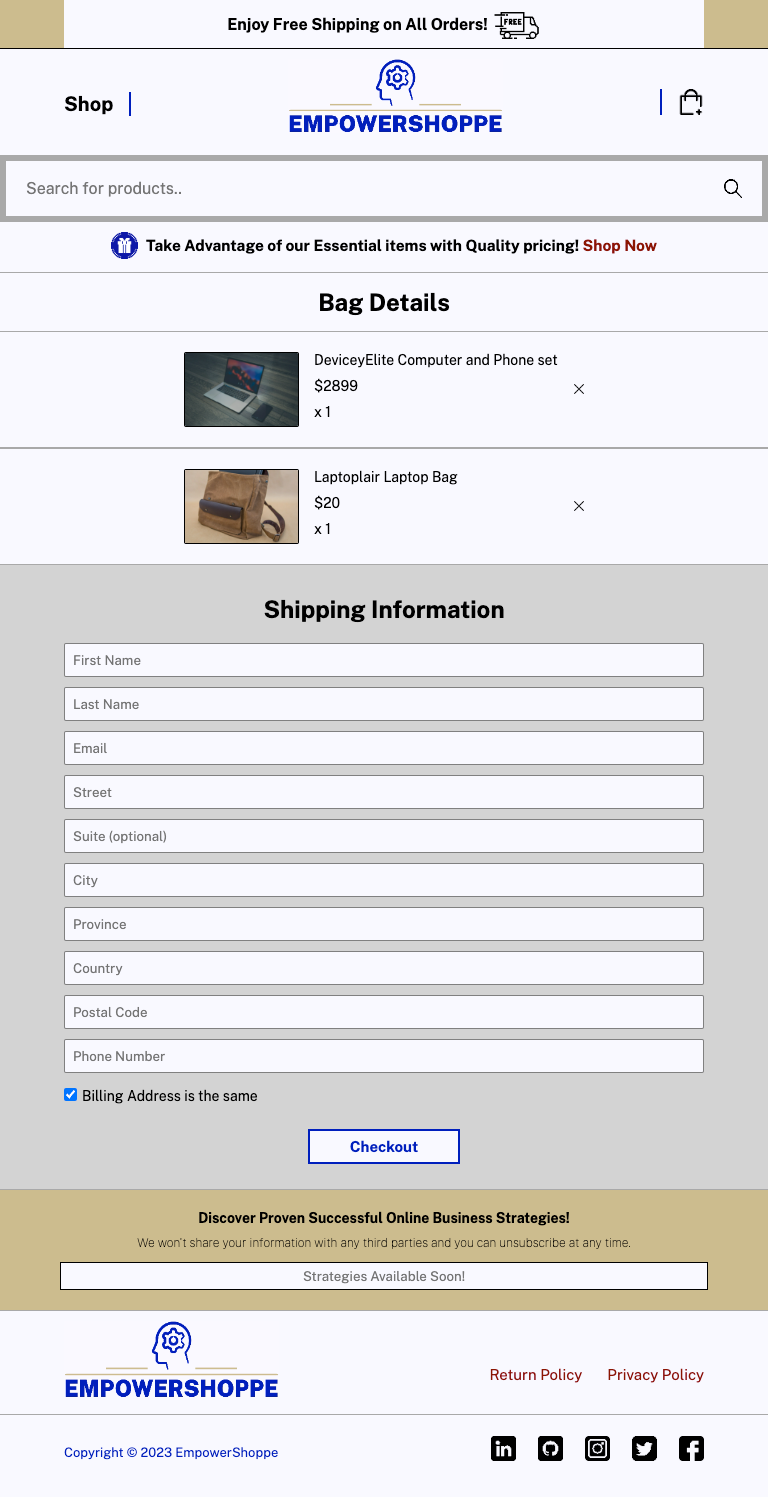 Enjoy Free Shipping on All Orders!
FREE
Shop
EMPOWERSHOPPE
Search for products..
Take Advantage of our Essential items with Quality pricing! Shop Now
Bag Details
DeviceyElite Computer and Phone set
$2899
x 1
Laptoplair Laptop Bag
$20
x 1
Shipping Information
First Name
Last Name
Email
Street
Suite (optional)
City
Province
Country
Postal Code
Phone Number
Billing Address is the same
Checkout
Discover Proven Successful Online Business Strategies!
We won't share your information with any third parties and you can unsubscribe at any time.
Strategies Available Soon!
EMPOWERSHOPPE
Return Policy Privacy Policy
Copyright © 2023 EmpowerShoppe